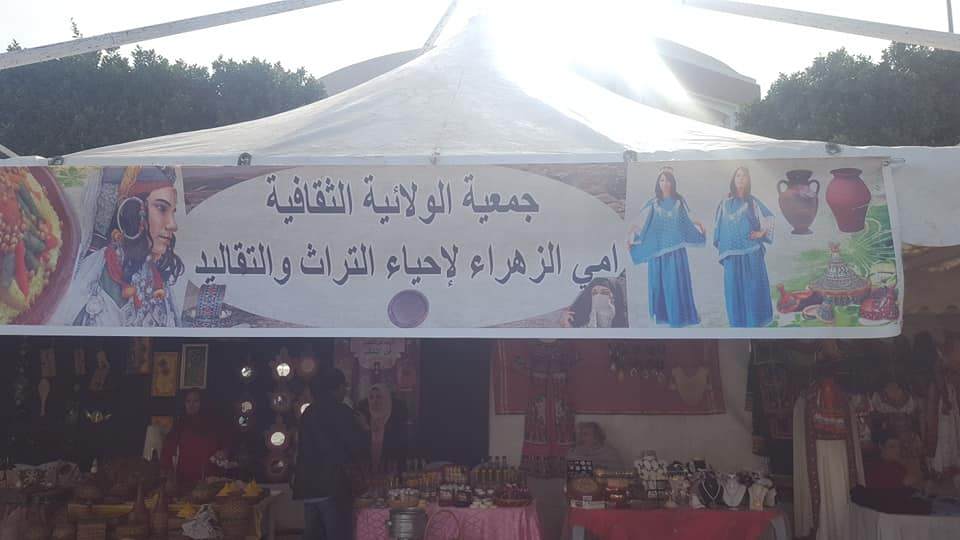 جمعية الولائية الثقافية
امي الزهراء لإحياء التراث والتقاليد